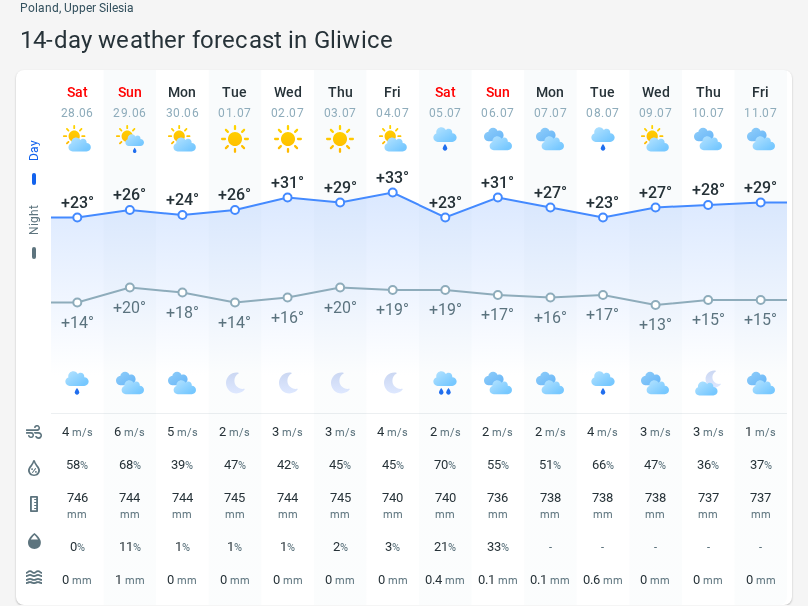 Poland, Upper Silesia
14-day weather forecast in Gliwice
Sat Sun Mon Tue Wed Thu Fri Sat Sun Mon Tue Wed Thu Fri
28.06 29.06 30.06 01.07 02.07 03.07 04.07 05.07 06.07 07.07 08.07 09.07 10.07 11.07
Day
+23° +26° +24° +26° +31° +29° +33° +23° +31° +27° +23° +27° +28° +29°
Night
+14° +20° +18° +14° +16° +20° +19° +19° +17° +16° +17° +13° +15° +15°
4 m/s 6 m/s 5 m/s 2 m/s 3 m/s 3 m/s 4 m/s 2 m/s 2 m/s 2 m/s 4 m/s 3 m/s 3 m/s 1 m/s
58% 68% 39% 47% 42% 45% 45% 70% 55% 51% 66% 47% 36% 37%
746 744 744 745 744 745 740 740 736 738 738 738 737 737
mm mm mm mm mm mm mm mm mm mm mm mm mm mm
0% 11% 1% 1% 1% 2% 3% 21% 33% - - - - -
0 mm 1 mm 0 mm 0 mm 0 mm 0 mm 0 mm 0.4 mm 0.1 mm 0.1 mm 0.6 mm 0 mm 0 mm 0 mm